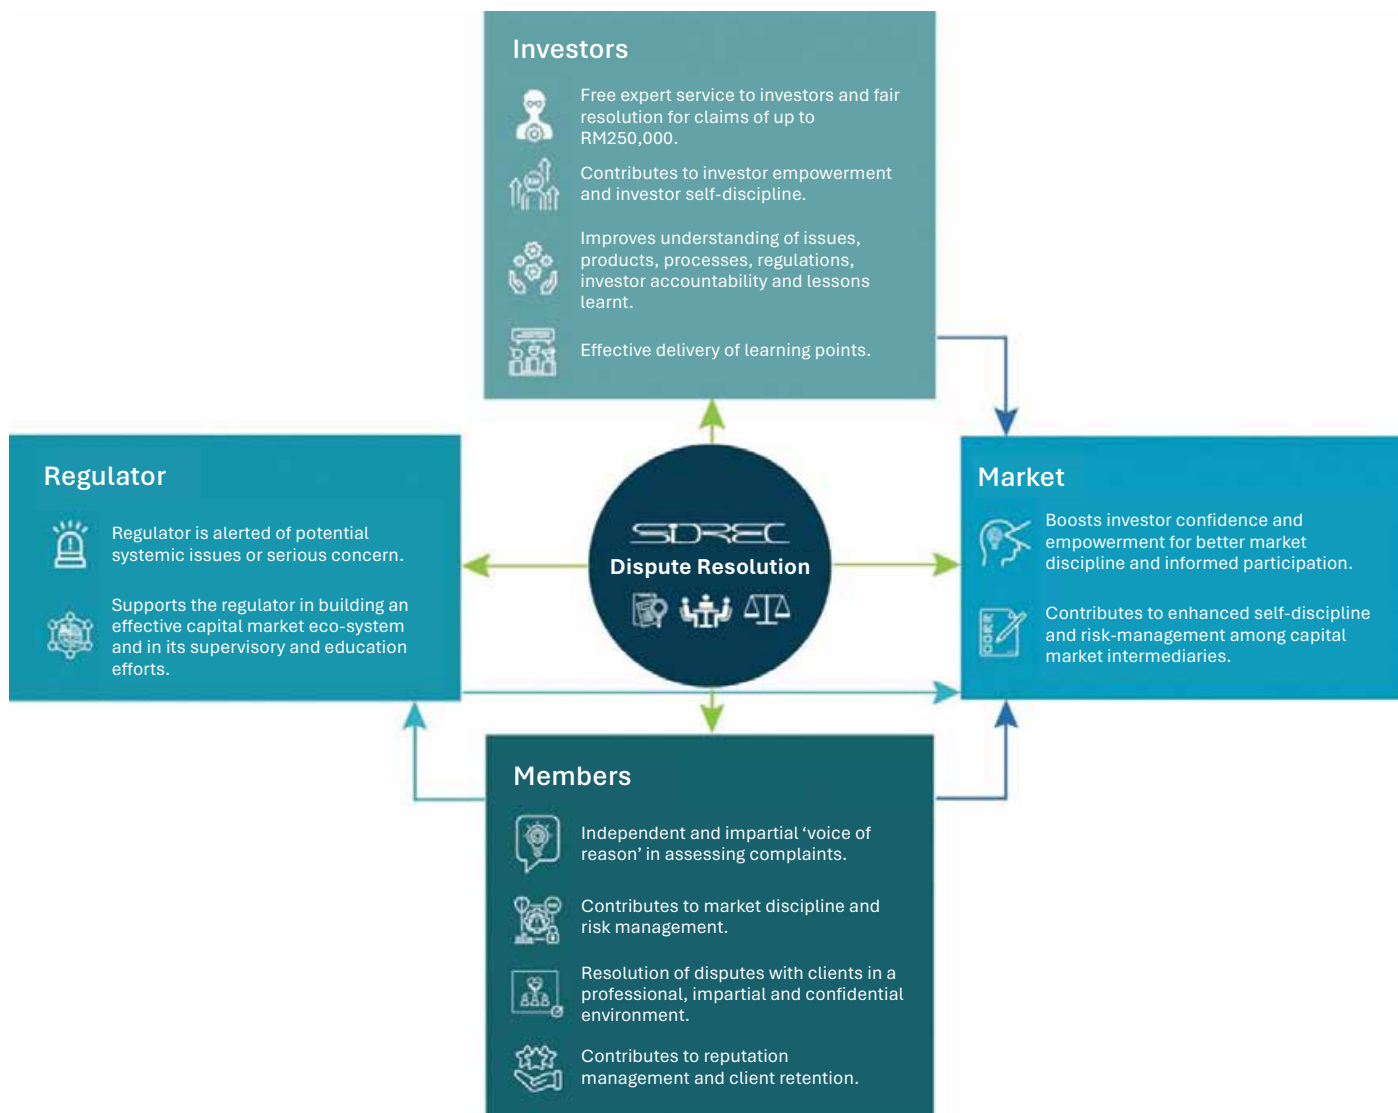 Investors
Free expert service to investors and fair
resolution for claims of up to
RM250,000.
Contributes to investor empowerment
and investor self-discipline.
Improves understanding of issues,
products, processes, regulations,
investor accountability and lessons
learnt.
Effective delivery of learning points.
Regulator
Regulator is alerted of potential
systemic issues or serious concern.
Supports the regulator in building an
effective capital market eco-system
and in its supervisory and education
efforts.
SIDREC
Dispute Resolution
Market
Boosts investor confidence and
empowerment for better market
discipline and informed participation.
Contributes to enhanced self-discipline
and risk-management among capital
market intermediaries.
Members
Independent and impartial ‘voice of
reason’ in assessing complaints.
Contributes to market discipline and
risk management.
Resolution of disputes with clients in a
professional, impartial and confidential
environment.
Contributes to reputation
management and client retention.